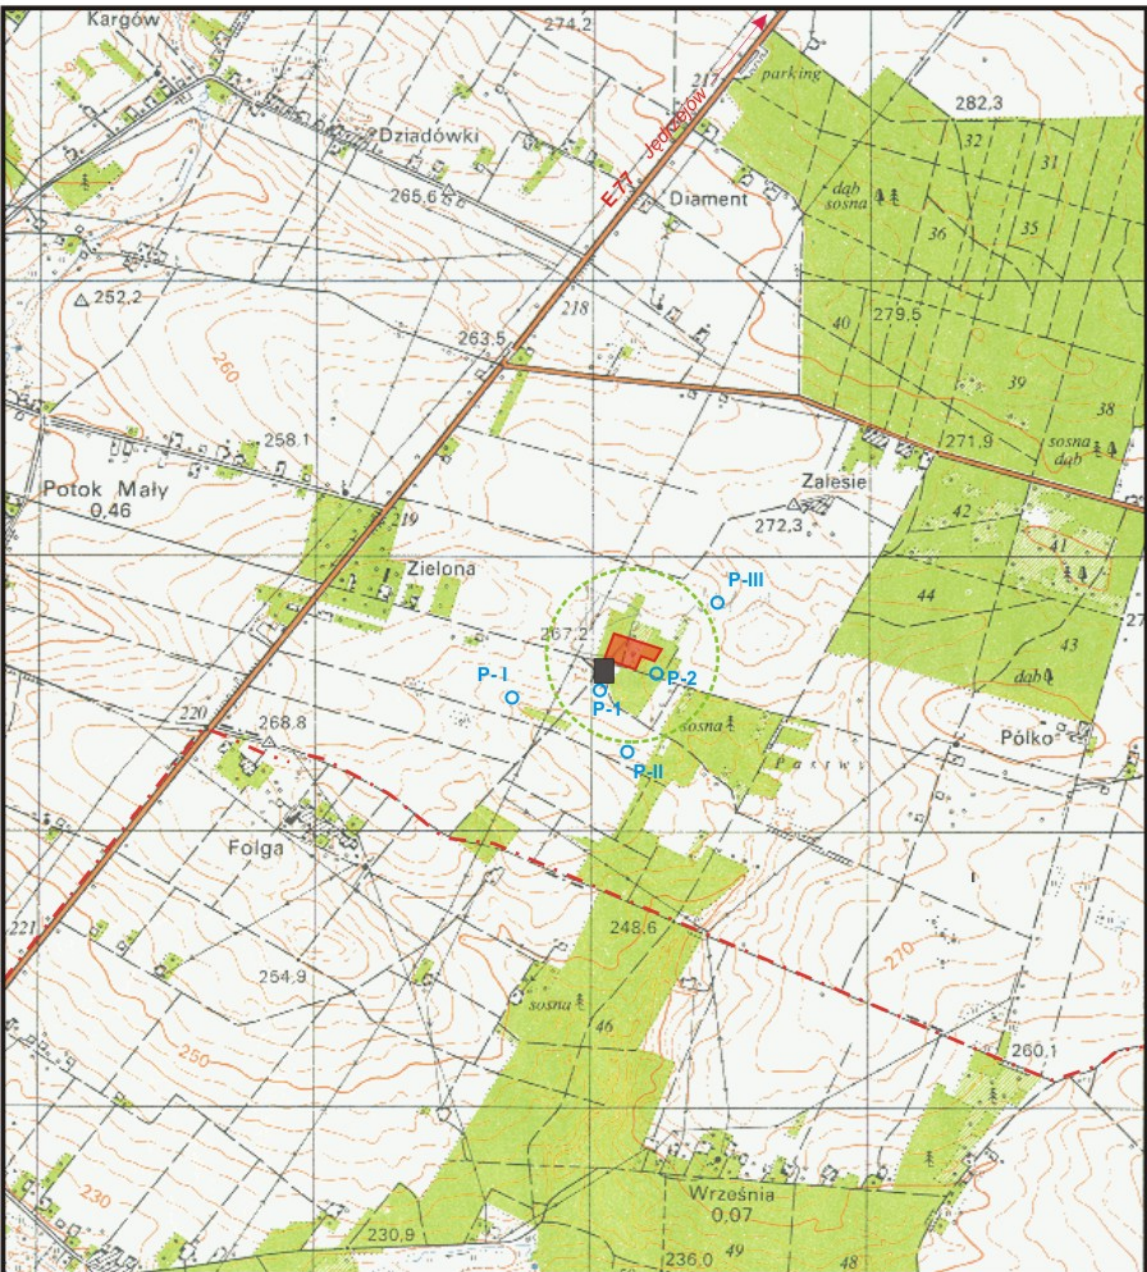 Kargów
274,2
217
parking
282,3
Jędrzejów
E-77
Dziadówki
32
31
265,6
Diament
dąb
sosna
36
35
252,2
218
263,5
40
279,5
260
39
38
258,1
271,9
sosna
dąb
Potok Mały
0,46
219
Zalesie
272,3
42
41
Zielona
P-III
44
267,2
43
P-I
P-2
dąb
P-1
220
268,8
sosna
Pólko
P-II
Folga
221
248,6
270
254,9
sosna
46
250
260,1
230
Września
0,07
230,9
236,0
49
48